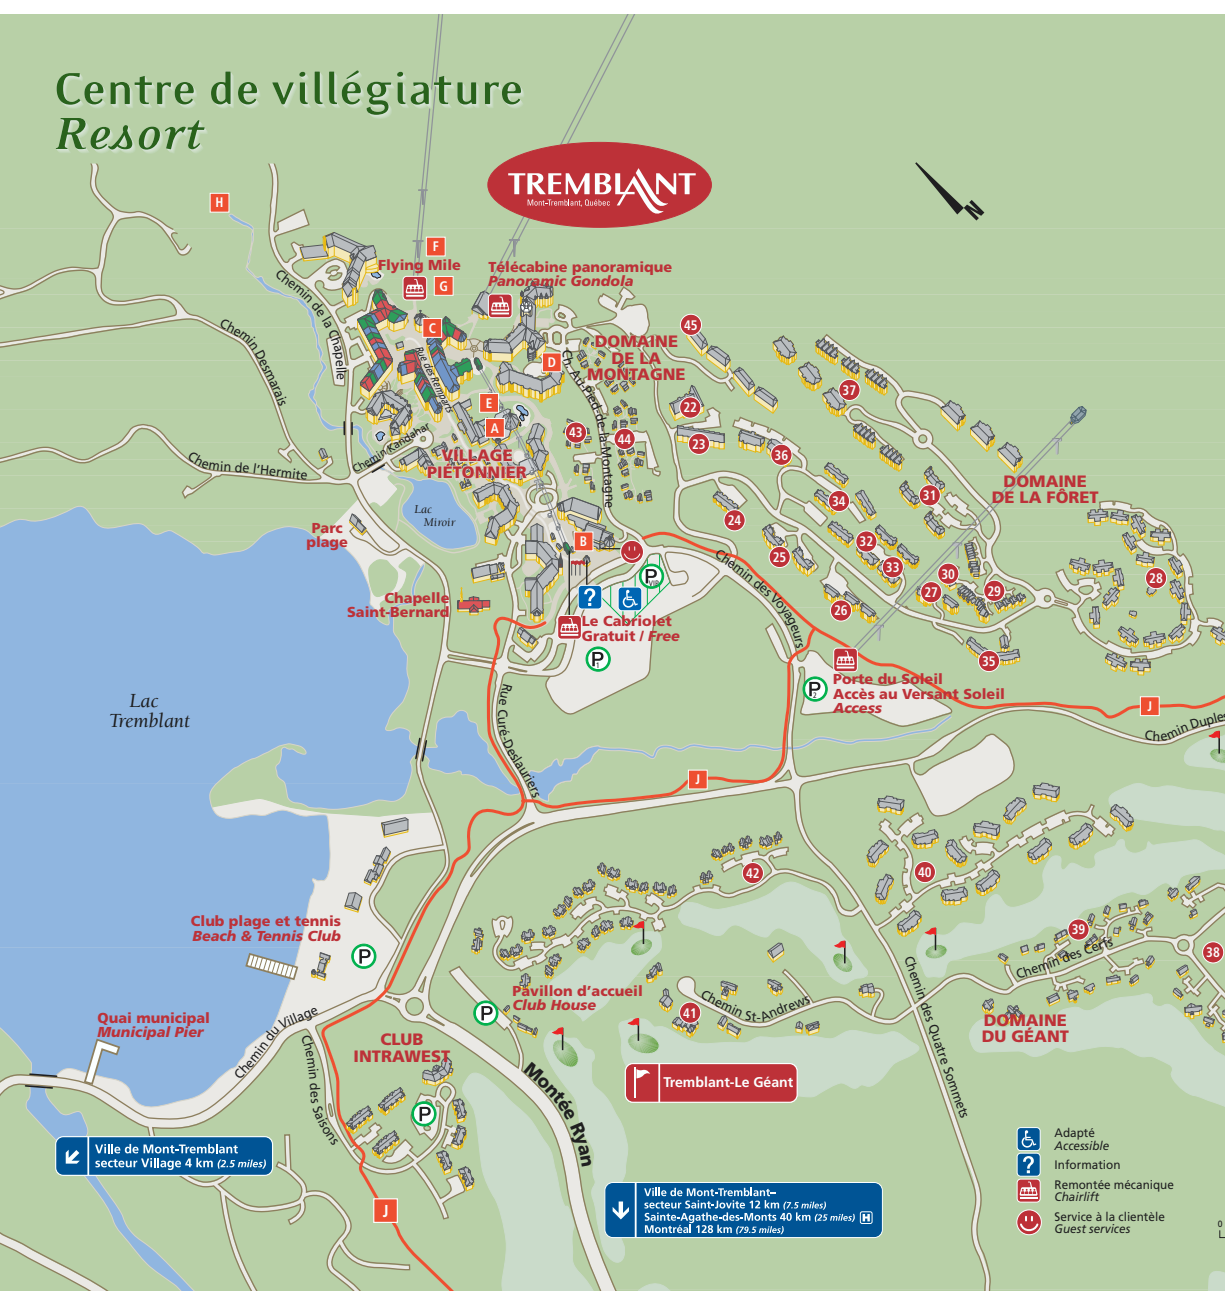 Centre de villégiature
Resort
TREMBLANT
Mont-Tremblant, Québec
N
H
F
Flying Mile
G
Télécabine panoramique
Panoramic Gondola
C
Chemin de la Chapelle
Chemin Desmarais
Rue des Remparts
D
Ch. Au-Pied-de-la-Montagne
DOMAINE
DE LA
MONTAGNE
45
37
22
23
36
E
A
43
44
Chemin Kandahar
VILLAGE
PIÉTONNIER
Chemin de l'Hermite
DOMAINE
DE LA FÔRET
34
31
24
32
25
33
30
27
29
28
26
35
Lac
Miroir
Parc
plage
B
P
VIP
?
Chapelle
Saint-Bernard
Le Cabriolet
Gratuit / Free
P
1
Chemin des Voyageurs
P
2
Porte du Soleil
Accès au Versant Soleil
Access
J
Chemin Duples
Lac
Tremblant
Rue Curé-Deslauriers
J
42
40
39
38
Chemin des Cerfs
Club plage et tennis
Beach & Tennis Club
P
Pavillon d'accueil
Club House
P
41
Chemin St-Andrews
Chemin des Quatre Sommets
DOMAINE
DU GÉANT
Quai municipal
Municipal Pier
Chemin du Village
CLUB
INTRAWEST
Chemin des Saisons
P
Montée Ryan
Tremblant-Le Géant
J
Ville de Mont-Tremblant
secteur Village 4 km (2.5 miles)
Ville de Mont-Tremblant–
secteur Saint-Jovite 12 km (7.5 miles)
Sainte-Agathe-des-Monts 40 km (25 miles) H
Montréal 128 km (79.5 miles)
Adapté
Accessible
? Information
Remontée mécanique
Chairlift
Service à la clientèle
Guest services
0